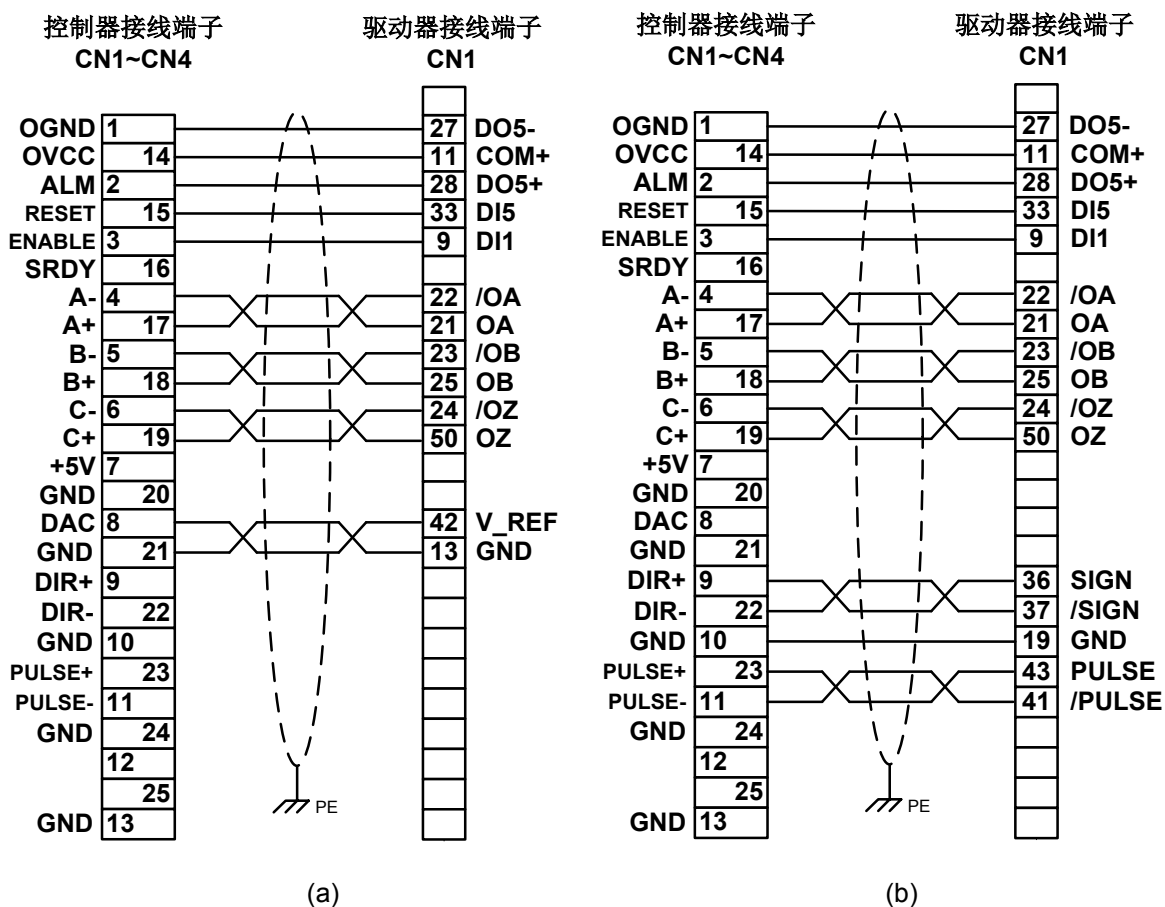 控制器接线端子 驱动器接线端子
CN1~CN4 CN1
OGND 1 27 DO5-
OVCC 14 11 COM+
ALM 2 28 DO5+
RESET 15 33 DI5
ENABLE 3 9 DI1
SRDY 16
A- 4 22 /OA
A+ 17 21 OA
B- 5 23 /OB
B+ 18 25 OB
C- 6 24 /OZ
C+ 19 50 OZ
+5V 7
GND 20
DAC 8 42 V_REF
GND 21 13 GND
DIR+ 9
DIR- 22
GND 10
PULSE+ 23
PULSE- 11
GND 24
12
25
GND 13
PE
(a)
控制器接线端子 驱动器接线端子
CN1~CN4 CN1
OGND 1 27 DO5-
OVCC 14 11 COM+
ALM 2 28 DO5+
RESET 15 33 DI5
ENABLE 3 9 DI1
SRDY 16
A- 4 22 /OA
A+ 17 21 OA
B- 5 23 /OB
B+ 18 25 OB
C- 6 24 /OZ
C+ 19 50 OZ
+5V 7
GND 20
DAC 8
GND 21
DIR+ 9 36 SIGN
DIR- 22 37 /SIGN
GND 10 19 GND
PULSE+ 23 43 PULSE
PULSE- 11 41 /PULSE
GND 24
12
25
GND 13
PE
(b)